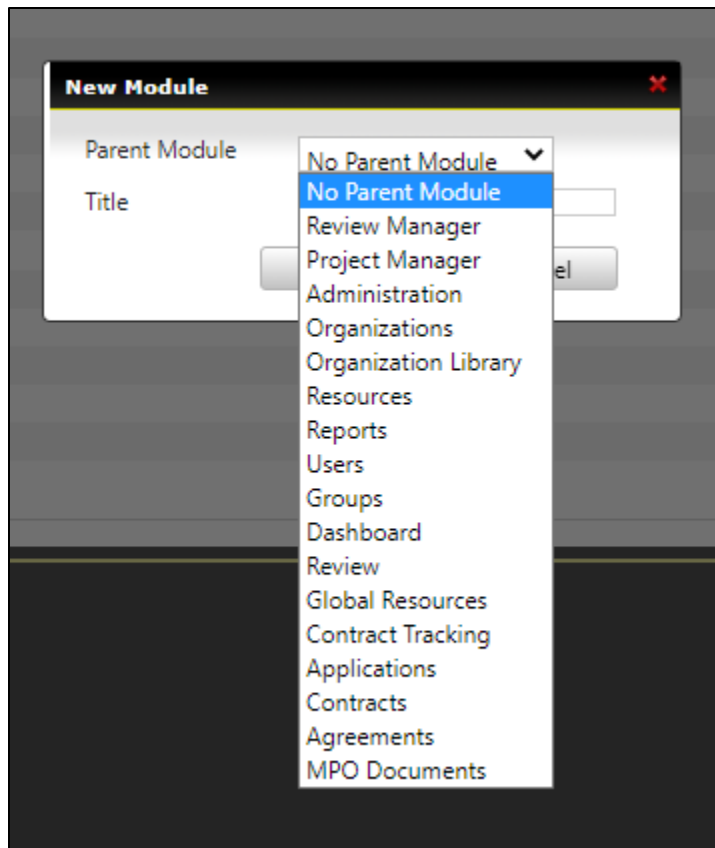 New Module
Parent Module No Parent Module
No Parent Module
Title
Review Manager
Project Manager
el
Administration
Organizations
Organization Library
Resources
Reports
Users
Groups
Dashboard
Review
Global Resources
Contract Tracking
Applications
Contracts
Agreements
MPO Documents